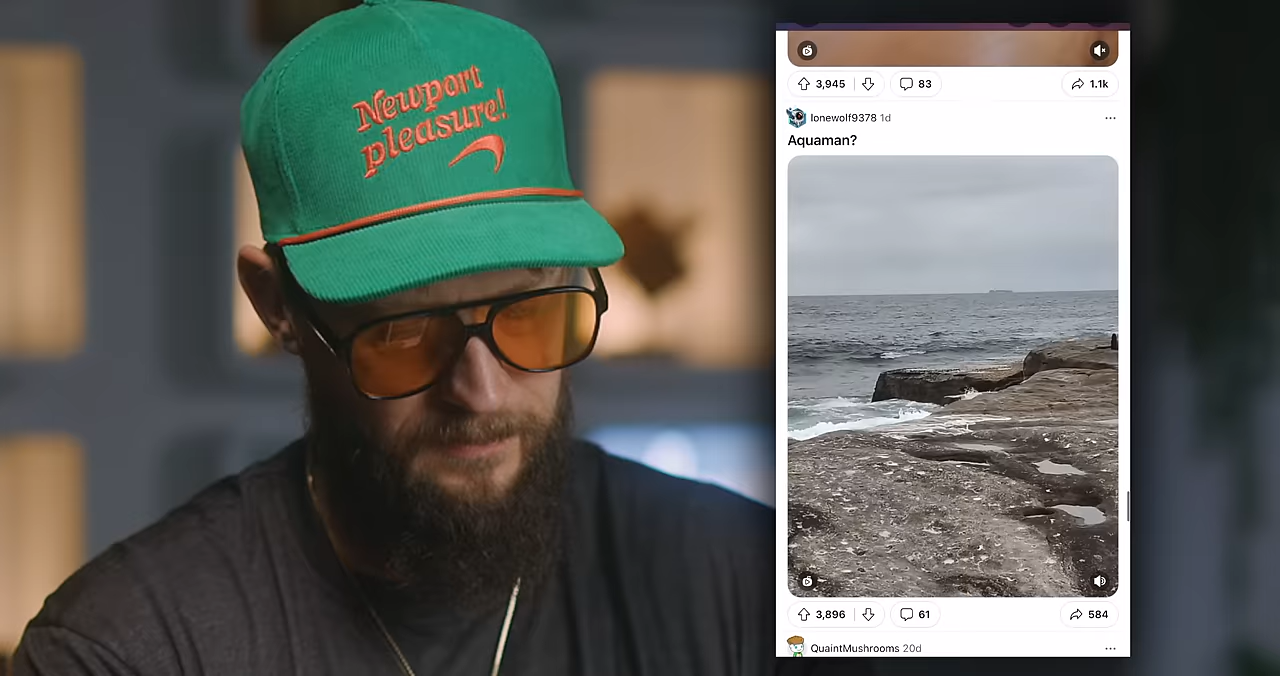 Newport
pleasure!
3,945
83
1.1k
lonewolf9378 1d
Aquaman?
3,896
61
584
QuaintMushrooms 20d